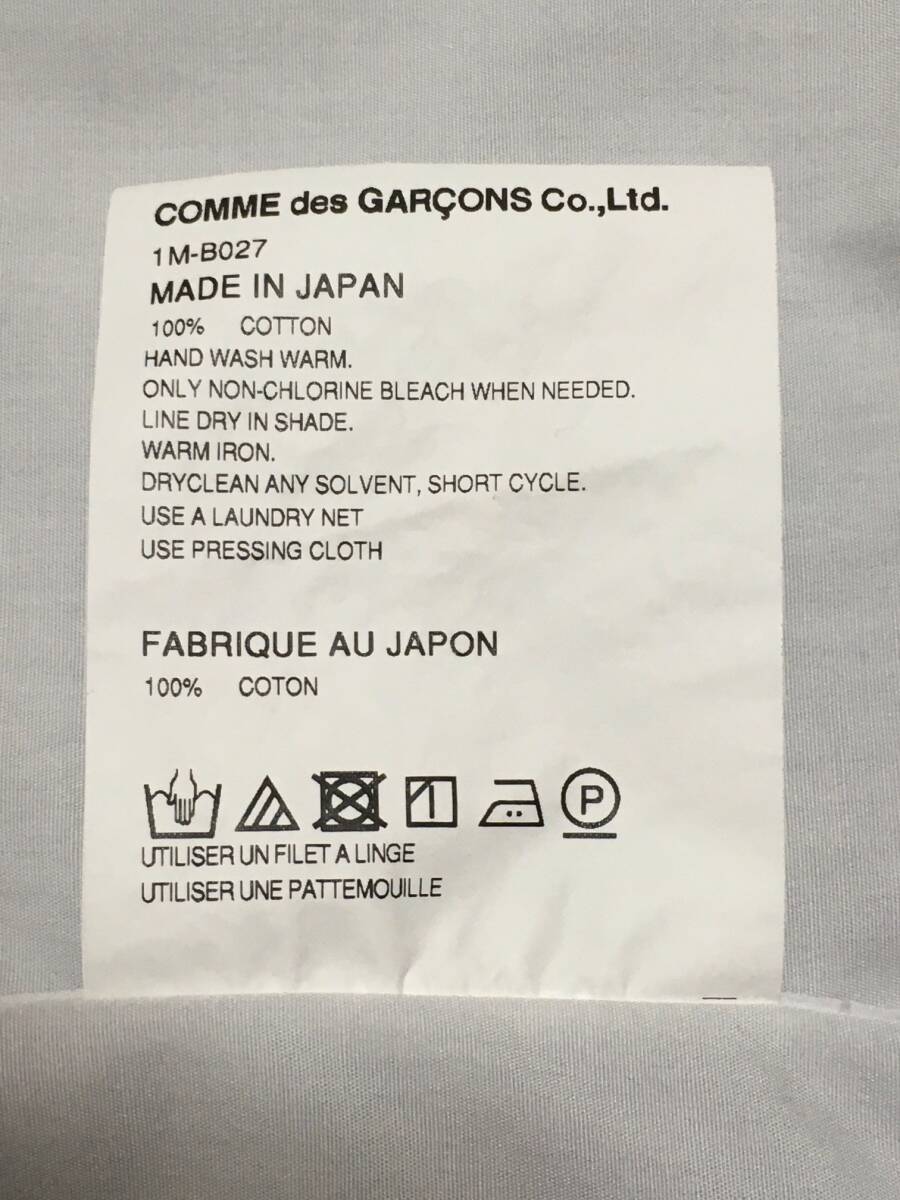 COMME des GARÇONS Co.,Ltd.
1M-B027
MADE IN JAPAN
100% COTTON
HAND WASH WARM.
ONLY NON-CHLORINE BLEACH WHEN NEEDED.
LINE DRY IN SHADE.
WARM IRON.
DRYCLEAN ANY SOLVENT, SHORT CYCLE.
USE A LAUNDRY NET
USE PRESSING CLOTH
FABRIQUE AU JAPON
100% COTON
P
UTILISER UN FILET A LINGE
UTILISER UNE PATTEMOUILLE